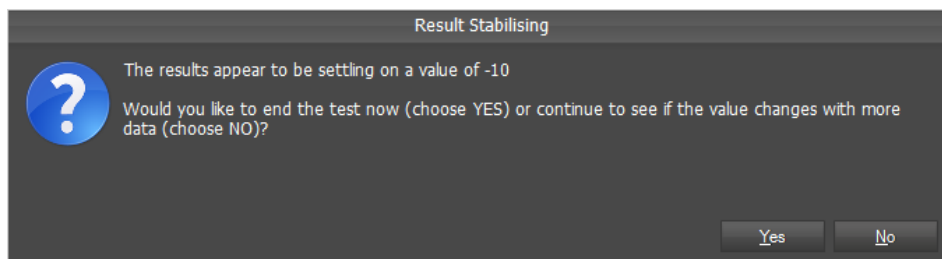 Result Stabilising
The results appear to be settling on a value of -10
Would you like to end the test now (choose YES) or continue to see if the value changes with more
data (choose NO)?
Yes
No